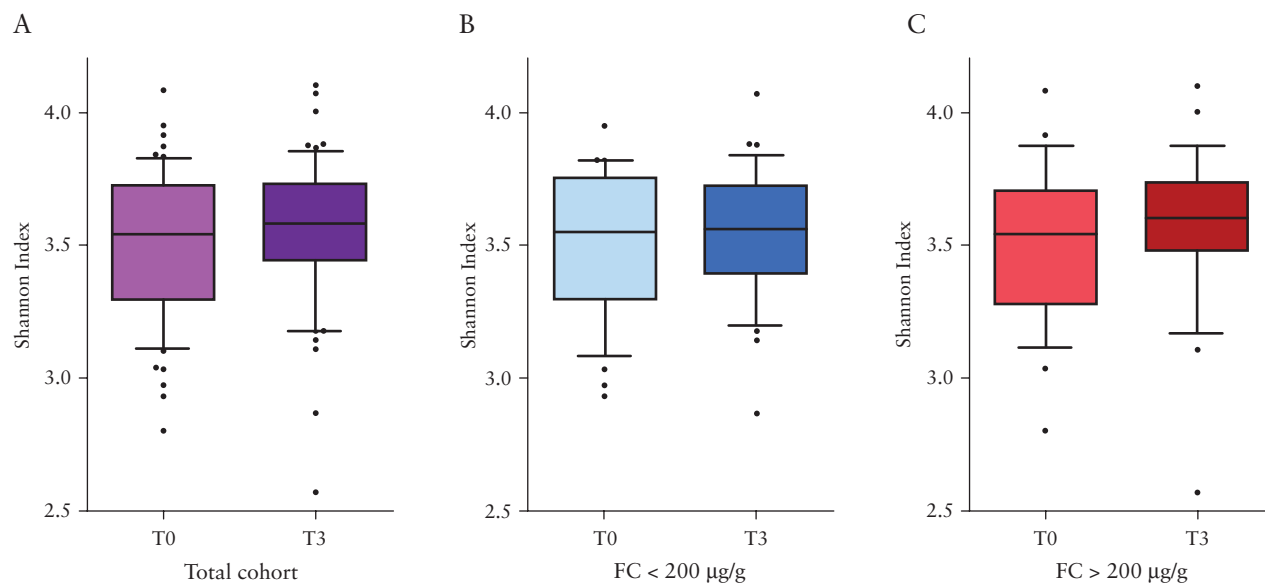 A
Shannon Index
4.0
3.5
3.0
2.5
T0 T3
Total cohort
B
Shannon Index
4.0
3.5
3.0
2.5
T0 T3
FC < 200 µg/g
C
Shannon Index
4.0
3.5
3.0
2.5
T0 T3
FC > 200 µg/g